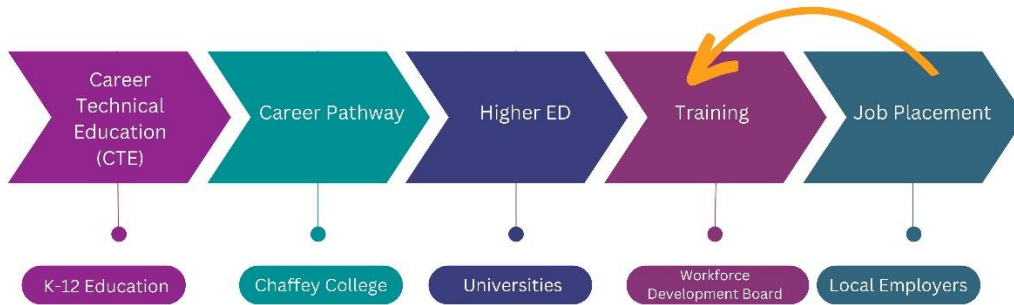 Career
Technical
Education
(CTE)
Career Pathway
Higher ED
Training
Job Placement
K-12 Education
Chaffey College
Universities
Workforce
Development Board
Local Employers